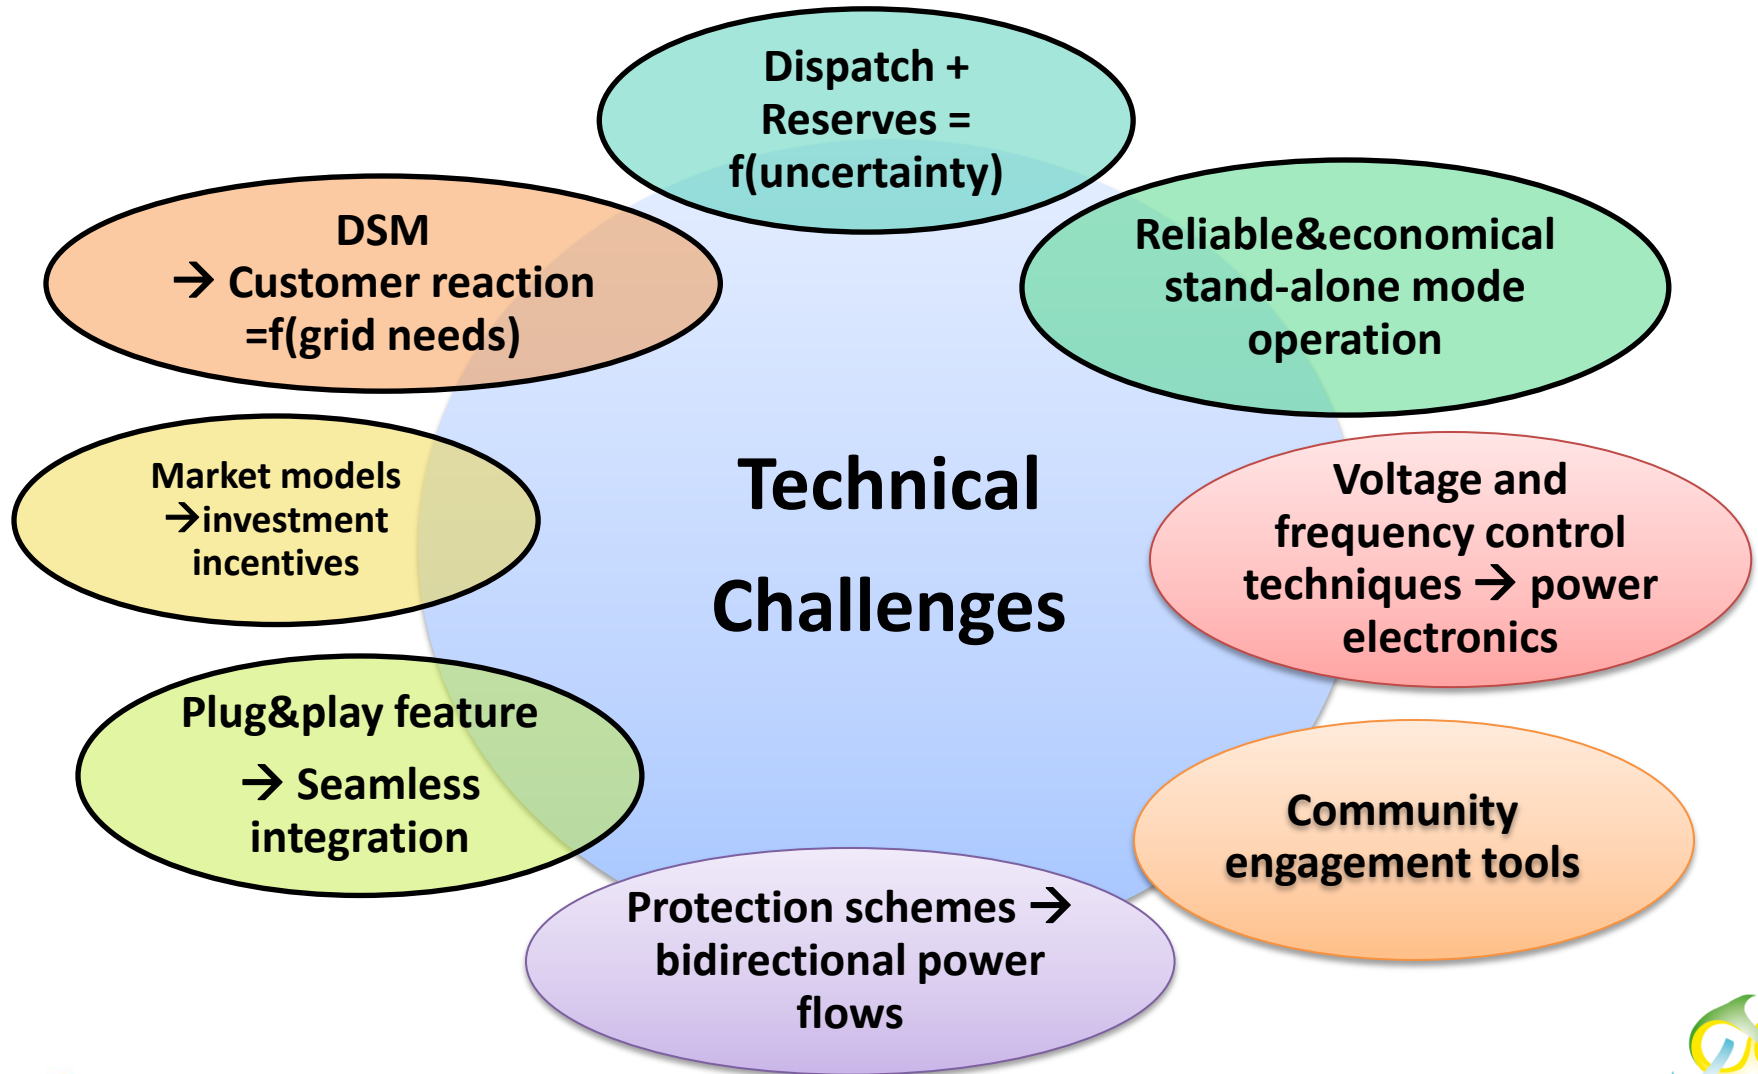 Dispatch +
Reserves =
f(uncertainty)
DSM
→ Customer reaction
=f(grid needs)
Reliable&economical
stand-alone mode
operation
Market models
→investment
incentives
Technical
Challenges
Voltage and
frequency control
techniques → power
electronics
Plug&play feature
→ Seamless
integration
Community
engagement tools
Protection schemes →
bidirectional power
flows